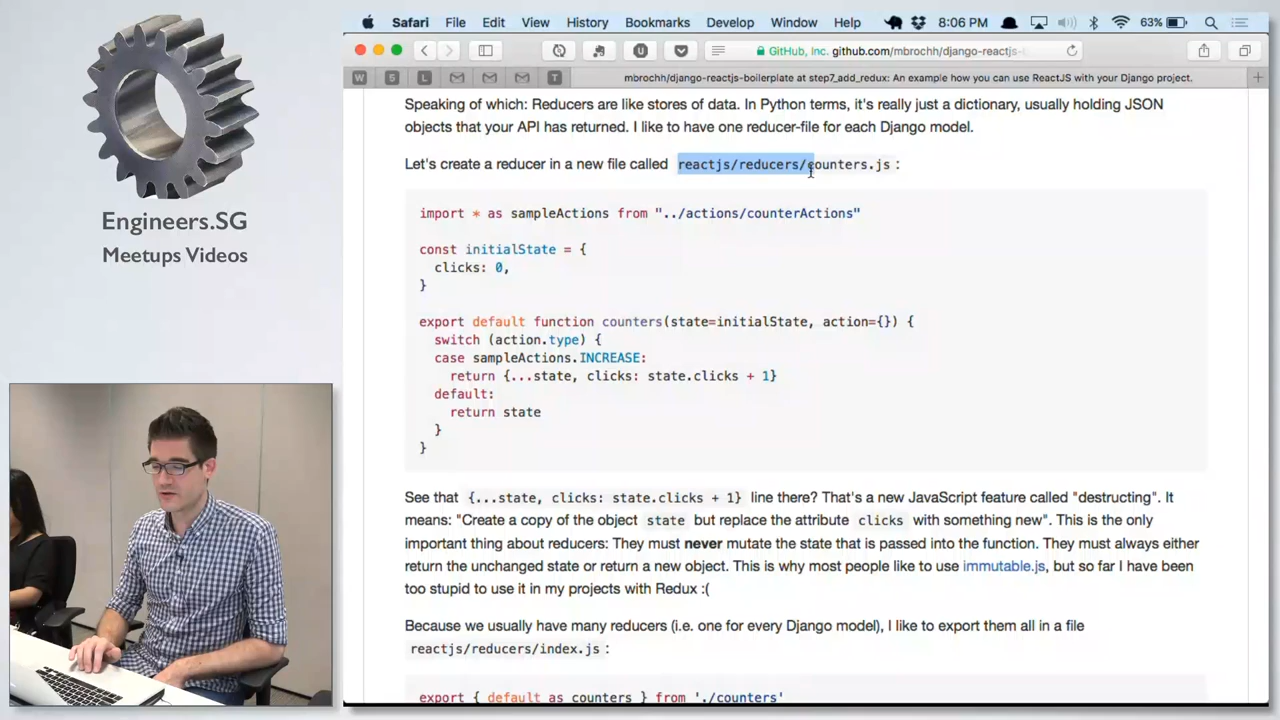 Engineers.SG
Meetups Videos
Safari File Edit View History Bookmarks Develop Window Help 8:06 PM 63%
GitHub, Inc. github.com/mbrochh/django-reactjs-
W 5 L T mbrochh/django-reactjs-boilerplate at step7_add_redux: An example how you can use ReactJS with your Django project.
Speaking of which: Reducers are like stores of data. In Python terms, it's really just a dictionary, usually holding JSON
objects that your API has returned. I like to have one reducer-file for each Django model.
Let's create a reducer in a new file called reactjs/reducers/counters.js :
import * as sampleActions from "../actions/counterActions"
const initialState = {
clicks: 0,
}
export default function counters(state=initialState, action={}) {
switch (action.type) {
case sampleActions.INCREASE:
return {...state, clicks: state.clicks + 1}
default:
return state
}
}
See that {...state, clicks: state.clicks + 1} line there? That's a new JavaScript feature called "destructing". It
means: "Create a copy of the object state but replace the attribute clicks with something new". This is the only
important thing about reducers: They must never mutate the state that is passed into the function. They must always either
return the unchanged state or return a new object. This is why most people like to use immutable.js, but so far I have been
too stupid to use it in my projects with Redux :(
Because we usually have many reducers (i.e. one for every Django model), I like to export them all in a file
reactjs/reducers/index.js :
export { default as counters } from './counters'